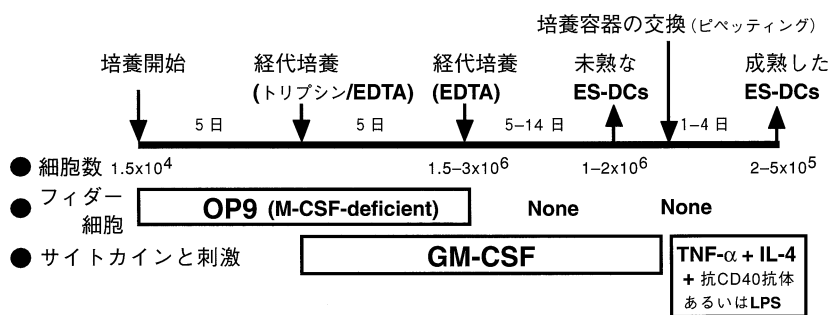 培養容器の交換(ピペッティング)
培養開始
経代培養
(トリプシン/EDTA)
経代培養
(EDTA)
未熟な
ES-DCs
成熟した
ES-DCs
5日
5日
5–14日
1–4日
●細胞数
1.5x10⁴
1.5–3x10⁶
1–2x10⁶
2–5x10⁵
●フィダー
細胞
OP9 (M-CSF-deficient)
None
None
●サイトカインと刺激
GM-CSF
TNF-α + IL-4
+ 抗CD40抗体
あるいはLPS